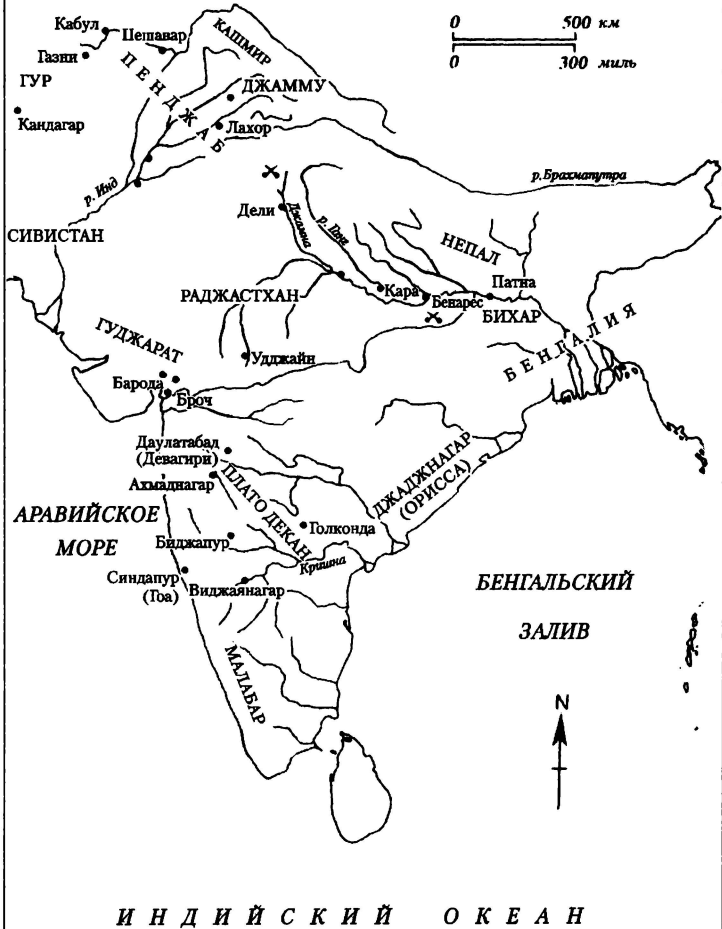 Кабул
Пешавар
КАШМИР
0 500 км
0 300 миль
Газни
ГУР
ПЕНДЖАБ
ДЖАММУ
Кандагар
Лахор
р. Инд
р. Брахматутра
Дели
Джамна
р. Ганг
СИВИСТАН
НЕПАЛ
РАДЖАСТХАН
Кара
Бенарес
Патна
БИХАР
БЕНГАЛИЯ
ГУДЖАРАТ
Удджайн
Барода
Броч
Даулатабад
(Девагири)
Ахмаднагар
ПЛАТО ДЕКАН
ДЖАДЖНАГАР
(ОРИССА)
АРАВИЙСКОЕ
МОРЕ
Голконда
Биджапур
Кришна
Синдапур
(Гоа)
Виджаянагар
БЕНГАЛЬСКИЙ
ЗАЛИВ
МАЛАБАР
N
ИНДИЙСКИЙ ОКЕАН